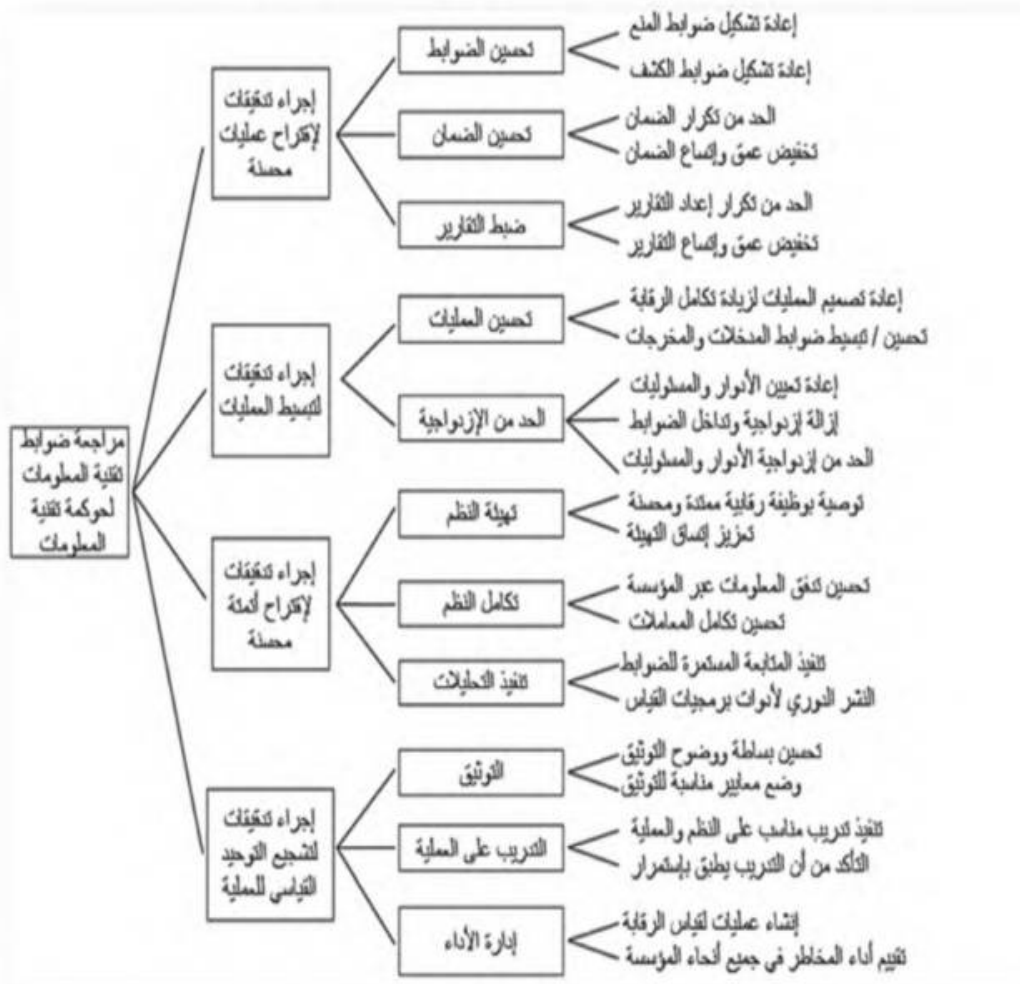 مراجعة ضوابط
تقنية المعلومات
لحوكمة تقنية
المعلومات
إجراء تدقيقات
لإقتراح عمليات
محسنة
تحسين الضوابط
إعادة تشكيل ضوابط المنع
إعادة تشكيل ضوابط الكشف
تحسين الضمان
الحد من تكرار الضمان
تخفيض عمق وإتساع الضمان
ضبط التقارير
الحد من تكرار إعداد التقارير
تخفيض عمق وإتساع التقارير
إجراء تدقيقات
لتبسيط العمليات
تحسين العمليات
إعادة تصميم العمليات لزيادة تكامل الرقابة
تحسين / تبسيط ضوابط المدخلات والمخرجات
الحد من الإزدواجية
إعادة تعيين الأدوار والمسئوليات
إزالة إزدواجية وتداخل الضوابط
الحد من إزدواجية الأدوار والمسئوليات
إجراء تدقيقات
لإقتراح أتمتة
محسنة
تهيئة النظم
توصية بوظيفة رقابية ممتدة ومحسنة
تعزيز إتساق التهيئة
تكامل النظم
تحسين تدفق المعلومات عبر المؤسسة
تحسين تكامل المعاملات
تنفيذ التحليلات
تنفيذ المتابعة المستمرة للضوابط
النشر الدوري لأدوات برمجيات القياس
إجراء تدقيقات
لتشجيع التوحيد
القياسي للعملية
التوثيق
تحسين بساطة ووضوح التوثيق
وضع معايير مناسبة للتوثيق
التدريب على العملية
تنفيذ تدريب مناسب على النظم والعملية
التأكد من أن التدريب يطبق بإستمرار
إدارة الأداء
إنشاء عمليات لقياس الرقابة
تقييم أداء المخاطر في جميع أنحاء المؤسسة